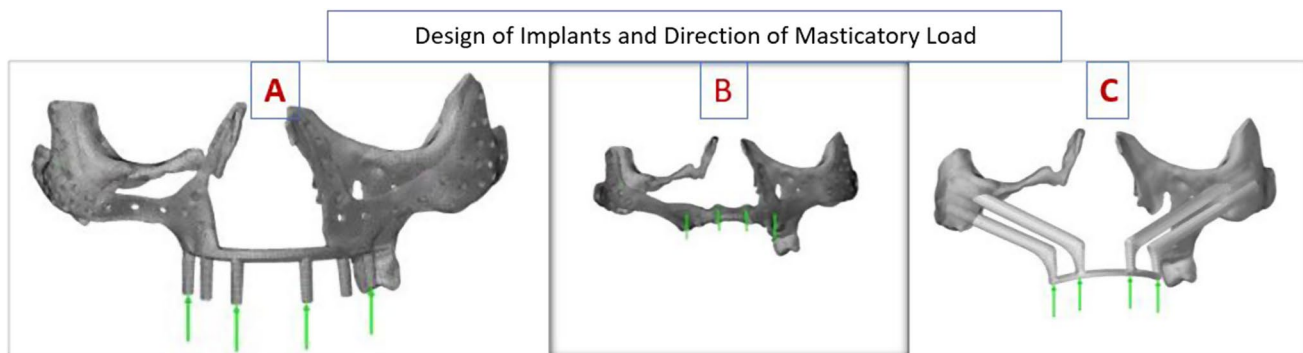 Design of Implants and Direction of Masticatory Load
A
B
C